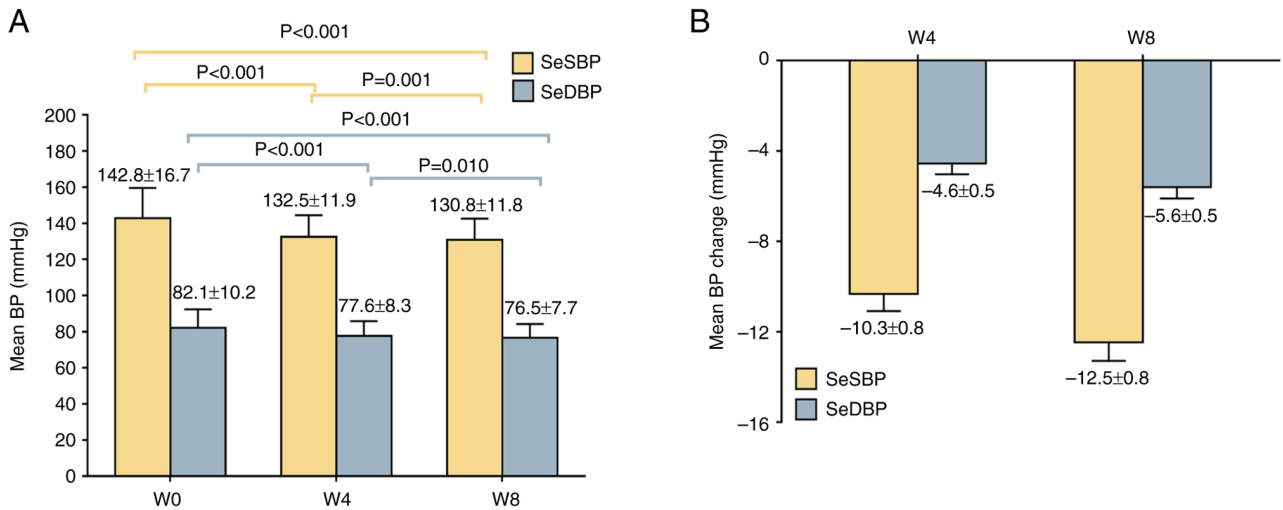 A
P<0.001
P<0.001
P=0.001
SeSBP
SeDBP
P<0.001
P<0.001
P=0.010
Mean BP (mmHg)
200
180
160
140
120
100
80
60
40
20
0
142.8±16.7
132.5±11.9
130.8±11.8
82.1±10.2
77.6±8.3
76.5±7.7
W0
W4
W8
B
W4
W8
Mean BP change (mmHg)
0
−4
−8
−12
−16
−4.6±0.5
−5.6±0.5
−10.3±0.8
−12.5±0.8
SeSBP
SeDBP